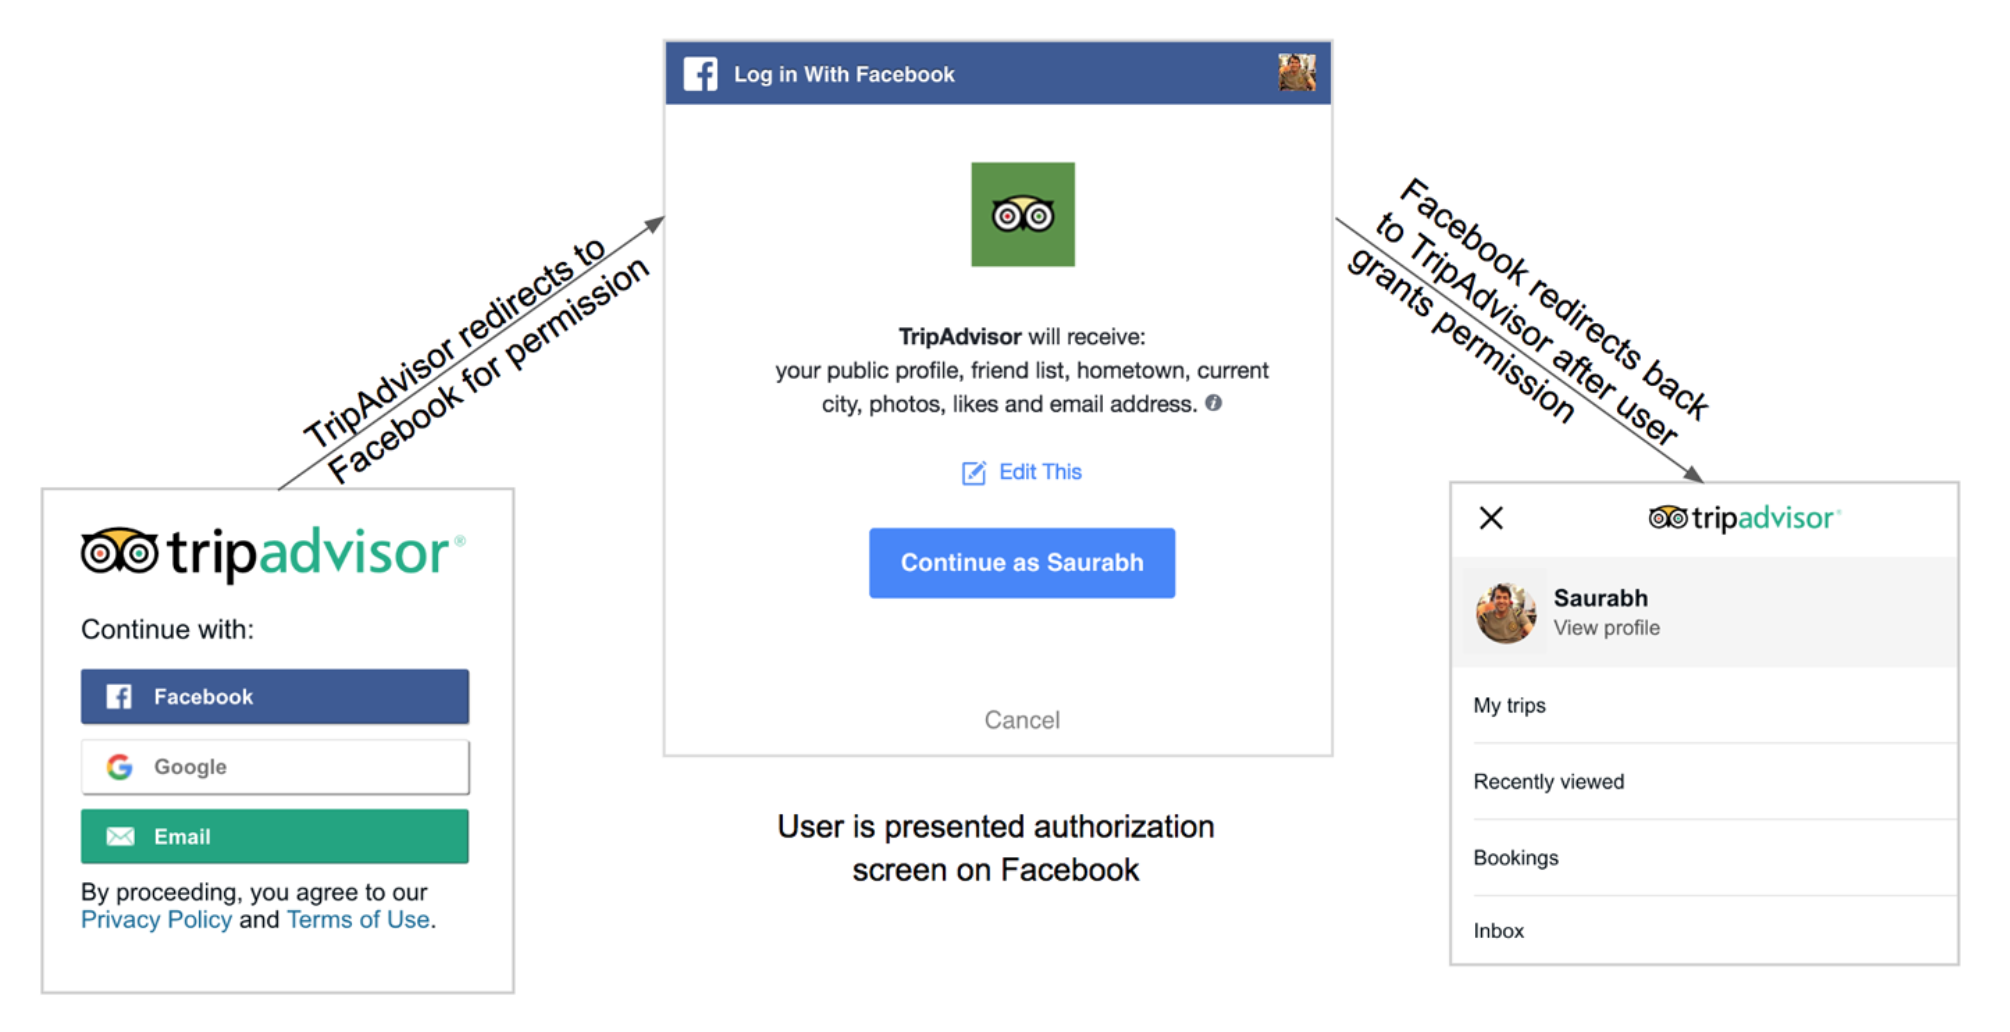 tripadvisor®
Continue with:
Facebook
Google
Email
By proceeding, you agree to our
Privacy Policy and Terms of Use.
TripAdvisor redirects to
Facebook for permission
Log in With Facebook
TripAdvisor will receive:
your public profile, friend list, hometown, current
city, photos, likes and email address.
Edit This
Continue as Saurabh
Cancel
User is presented authorization
screen on Facebook
Facebook redirects back
to TripAdvisor after user
grants permission
tripadvisor®
Saurabh
View profile
My trips
Recently viewed
Bookings
Inbox